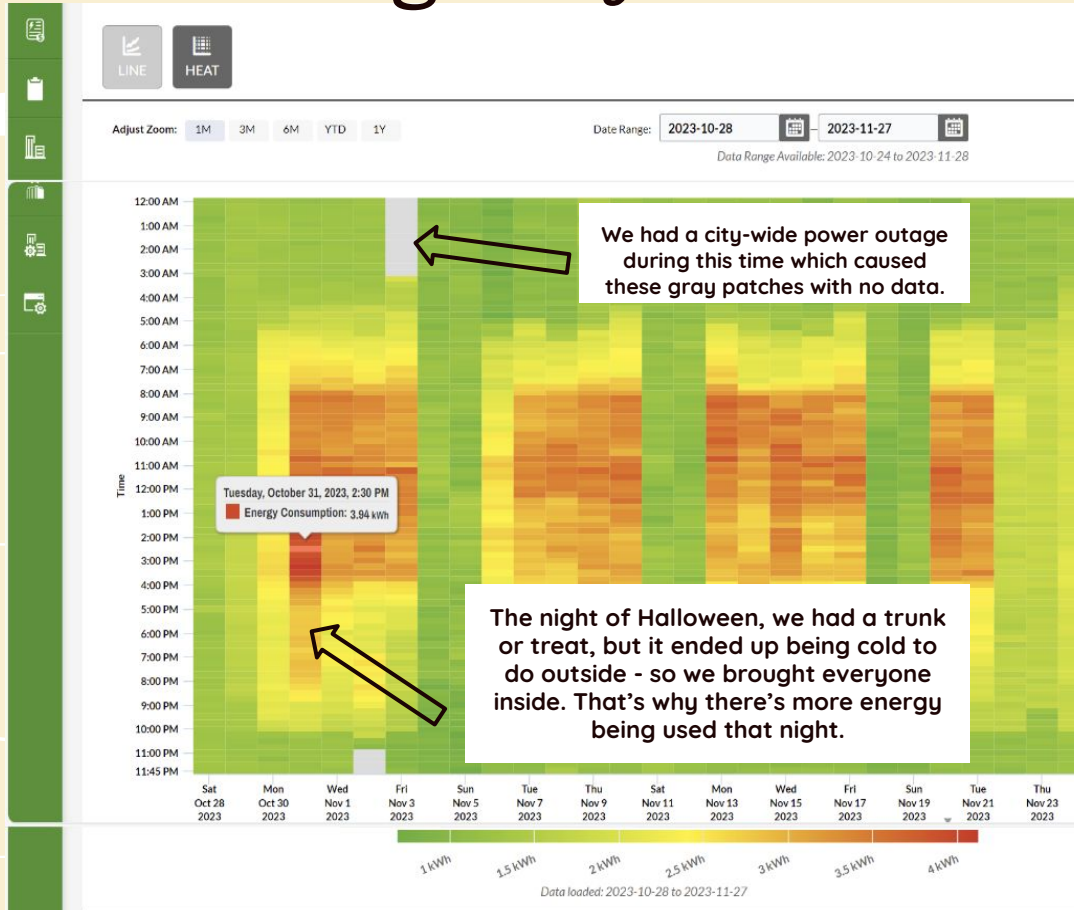 LINE
HEAT
Adjust Zoom: 1M 3M 6M YTD 1Y
Date Range: 2023-10-28 – 2023-11-27
Data Range Available: 2023-10-24 to 2023-11-28
12:00 AM
1:00 AM
2:00 AM
3:00 AM
4:00 AM
5:00 AM
6:00 AM
7:00 AM
8:00 AM
9:00 AM
10:00 AM
11:00 AM
12:00 PM
1:00 PM
2:00 PM
3:00 PM
4:00 PM
5:00 PM
6:00 PM
7:00 PM
8:00 PM
9:00 PM
10:00 PM
11:00 PM
11:45 PM
Time
We had a city-wide power outage
during this time which caused
these gray patches with no data.
Tuesday, October 31, 2023, 2:30 PM
Energy Consumption: 3.94 kWh
The night of Halloween, we had a trunk
or treat, but it ended up being cold to
do outside - so we brought everyone
inside. That's why there's more energy
being used that night.
Sat Mon Wed Fri Sun Tue Thu Sat Mon Wed Fri Sun Tue Thu
Oct 28 Oct 30 Nov 1 Nov 3 Nov 5 Nov 7 Nov 9 Nov 11 Nov 13 Nov 15 Nov 17 Nov 19 Nov 21 Nov 23
2023 2023 2023 2023 2023 2023 2023 2023 2023 2023 2023 2023 2023 2023
1 kWh 1.5 kWh 2 kWh 2.5 kWh 3 kWh 3.5 kWh 4 kWh
Data loaded: 2023-10-28 to 2023-11-27